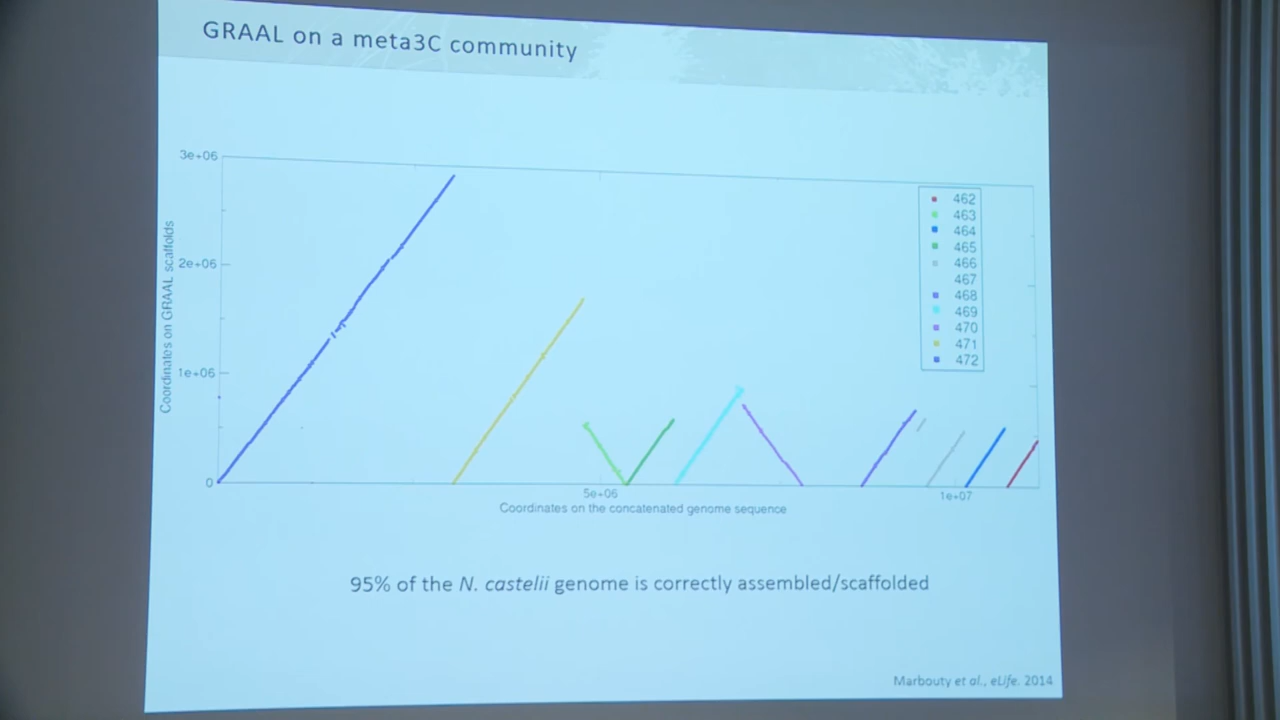 GRAAL on a meta3C community
3e+06
2e+06
1e+06
0
Coordinates on GRAAL scaffolds
462
463
464
465
466
467
468
469
470
471
472
5e+06
1e+07
Coordinates on the concatenated genome sequence
95% of the N. castelii genome is correctly assembled/scaffolded
Marbouty et al., eLife. 2014